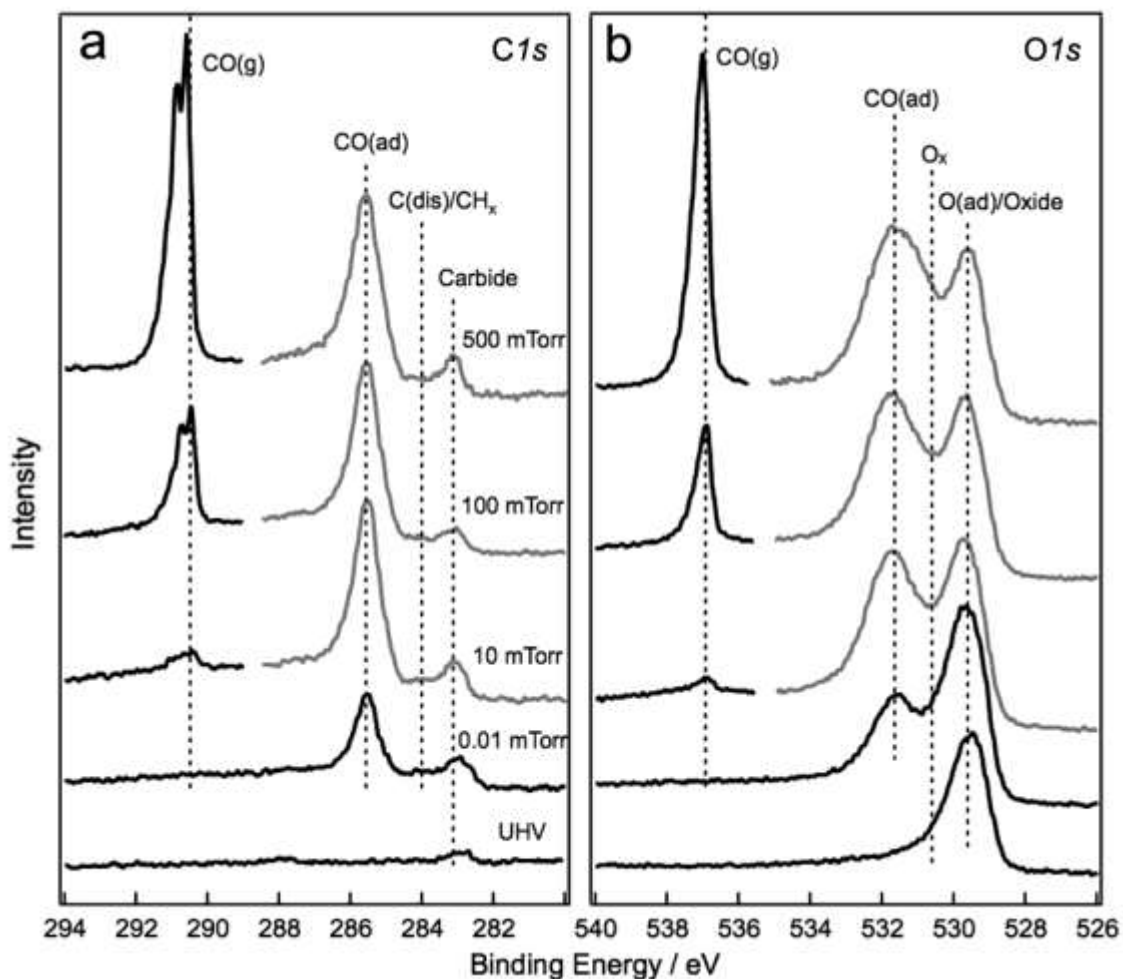 a
C1s
CO(g)
CO(ad)
C(dis)/CHₓ
Carbide
500 mTorr
100 mTorr
10 mTorr
0.01 mTorr
UHV
294 292 290 288 286 284 282
b
O1s
CO(g)
CO(ad)
Oₓ
O(ad)/Oxide
540 538 536 534 532 530 528 526
Intensity
Binding Energy / eV